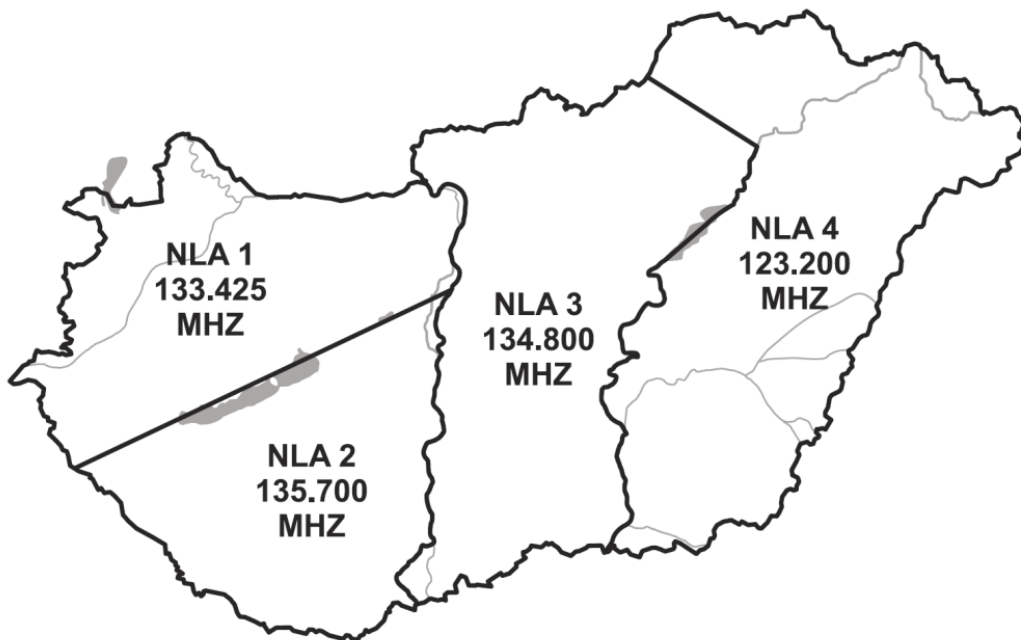 NLA 1
133.425
MHZ
NLA 2
135.700
MHZ
NLA 3
134.800
MHZ
NLA 4
123.200
MHZ